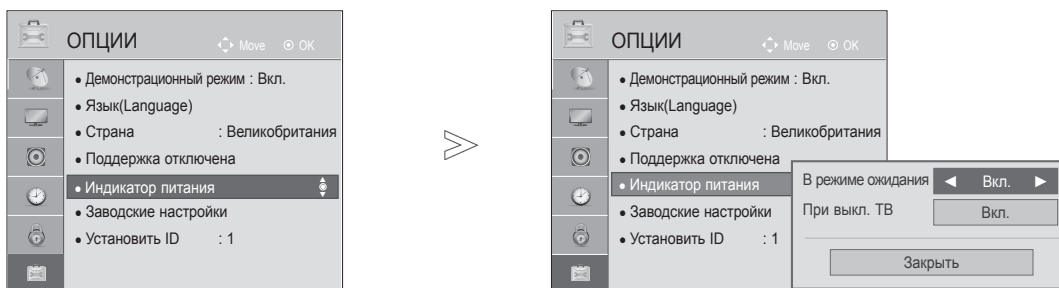 ОПЦИИ Move OK
• Демонстрационный режим : Вкл.
• Язык(Language)
• Страна : Великобритания
• Поддержка отключена
• Индикатор питания
• Заводские настройки
• Установить ID : 1
ОПЦИИ Move OK
• Демонстрационный режим : Вкл.
• Язык(Language)
• Страна : Великобритания
• Поддержка отключена
• Индикатор питания
• Заводские настройки
• Установить ID : 1
В режиме ожидания ◄ Вкл. ►
При выкл. ТВ Вкл.
Закрыть